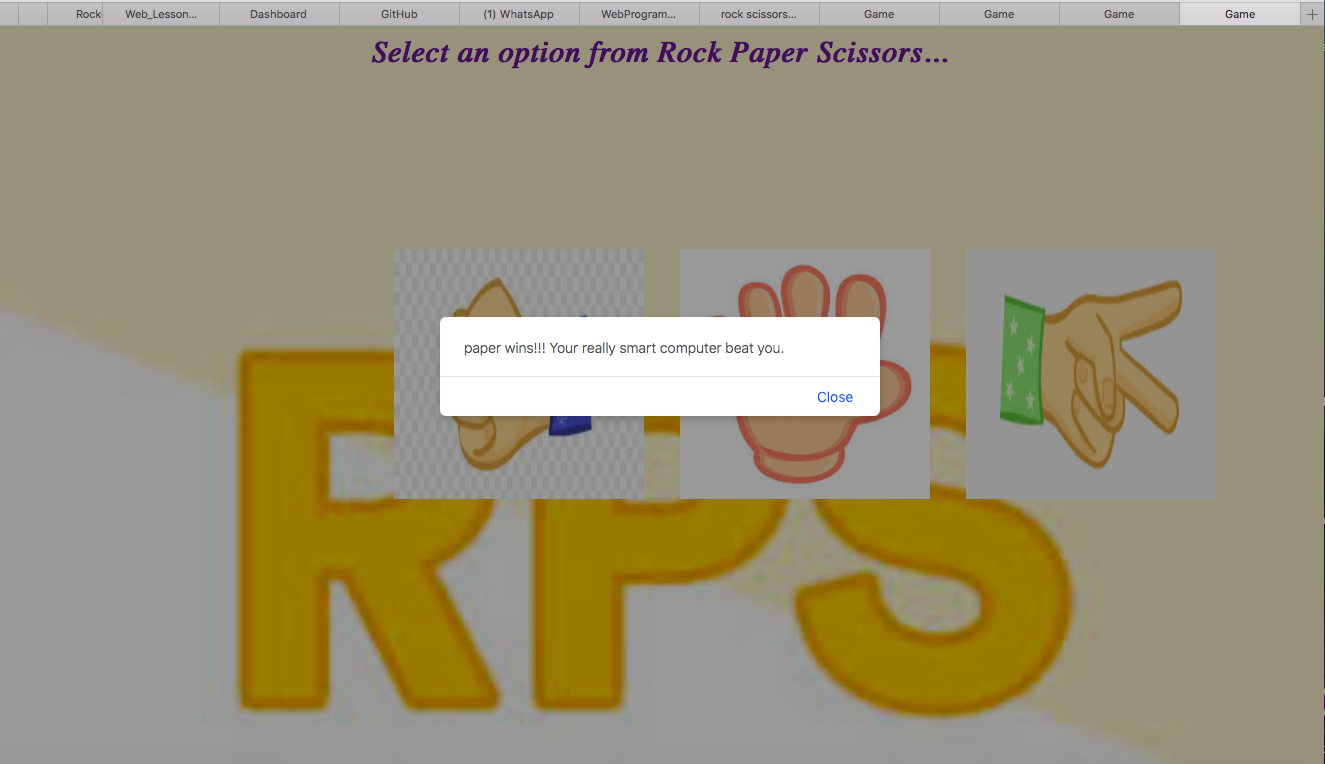 Rock Web_Lesson... Dashboard GitHub (1) WhatsApp WebProgram... rock scissors... Game Game Game Game
Select an option from Rock Paper Scissors...
paper wins!!! Your really smart computer beat you.
Close
RPS